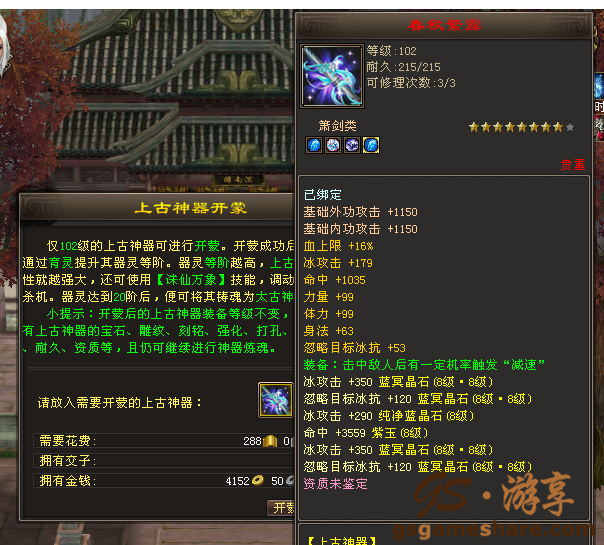 上古神器开蒙
仅102级的上古神器可进行开蒙。开蒙成功后
通过育灵提升其器灵等阶。器灵等阶越高，上古
性就越强大，还可使用【诛仙万象】技能，调动
杀机。器灵达到20阶后，便可将其铸魂为太古神
小提示：开蒙后的上古神器装备等级不变，
有上古神器的宝石、雕纹、刻铭、强化、打孔、
、耐久、资质等，且仍可继续进行神器炼魂。
请放入需要开蒙的上古神器：
需要花费：
288
拥有交子：
拥有金钱：
4152 50
开蒙
等级：102
耐久：215/215
可修理次数：3/3
箫剑类
贵重
已绑定
基础外功攻击 +1150
基础内功攻击 +1150
血上限 +16%
冰攻击 +179
命中 +1035
力量 +99
体力 +99
身法 +63
忽略目标冰抗 +53
装备：击中敌人后有一定机率触发“减速”
冰攻击 +350 蓝冥晶石(8级·8级)
忽略目标冰抗 +120 蓝冥晶石(8级·8级)
冰攻击 +290 纯净蓝晶石(8级)
命中 +3559 紫玉(8级)
冰攻击 +350 蓝冥晶石(8级·8级)
忽略目标冰抗 +120 蓝冥晶石(8级·8级)
资质未鉴定
【上古神器】
GS·游享
gsgameshare.com